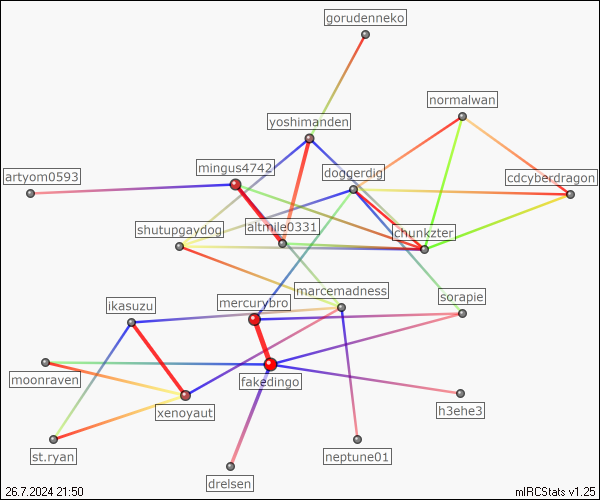 gorudenneko
normalwan
yoshimanden
mingus4742
doggerdig
artyom0593
cdcyberdragon
shutupgaydog
altmile0331
chunkzter
marcemadness
ikasuzu
mercurybro
sorapie
moonraven
fakedingo
xenoyaut
h3ehe3
st.ryan
neptune01
drelsen
26.7.2024 21:50
mIRCStats v1.25